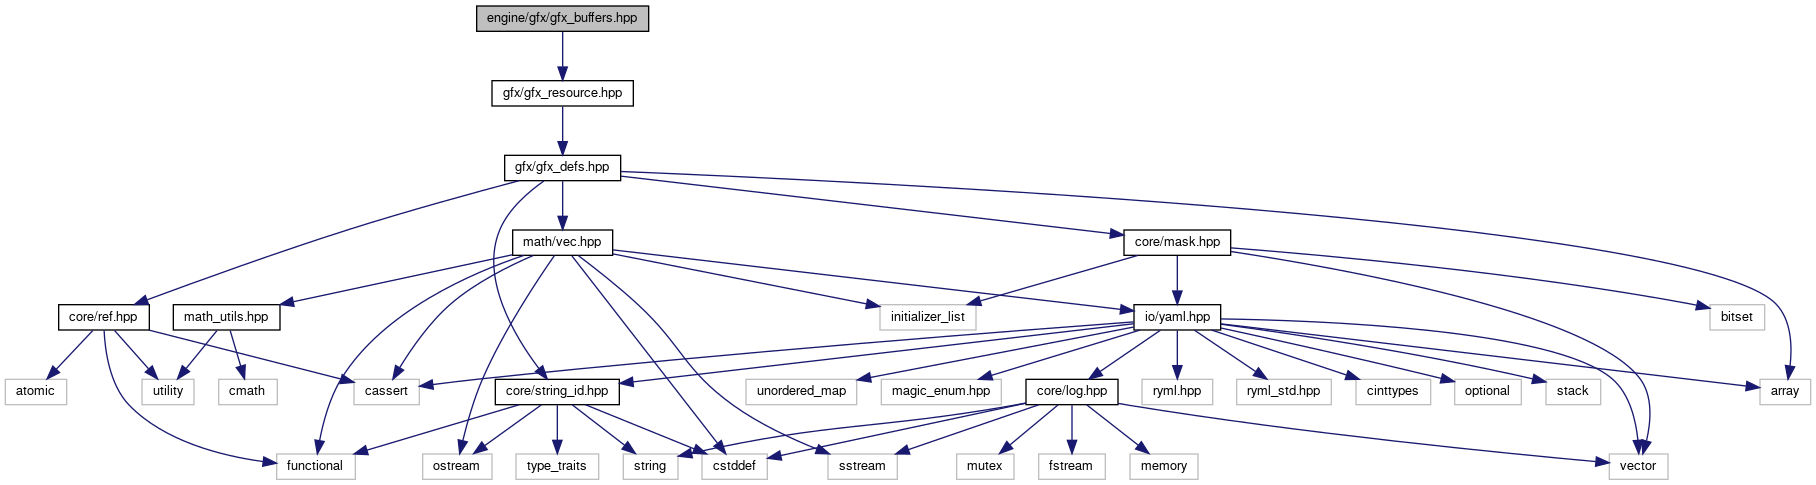 engine/gfx/gfx_buffers.hpp
gfx/gfx_resource.hpp
gfx/gfx_defs.hpp
math/vec.hpp
core/mask.hpp
core/ref.hpp
math_utils.hpp
initializer_list
io/yaml.hpp
bitset
atomic
utility
cmath
cassert
core/string_id.hpp
unordered_map
magic_enum.hpp
core/log.hpp
ryml.hpp
ryml_std.hpp
cinttypes
optional
stack
array
functional
ostream
type_traits
string
cstddef
sstream
mutex
fstream
memory
vector